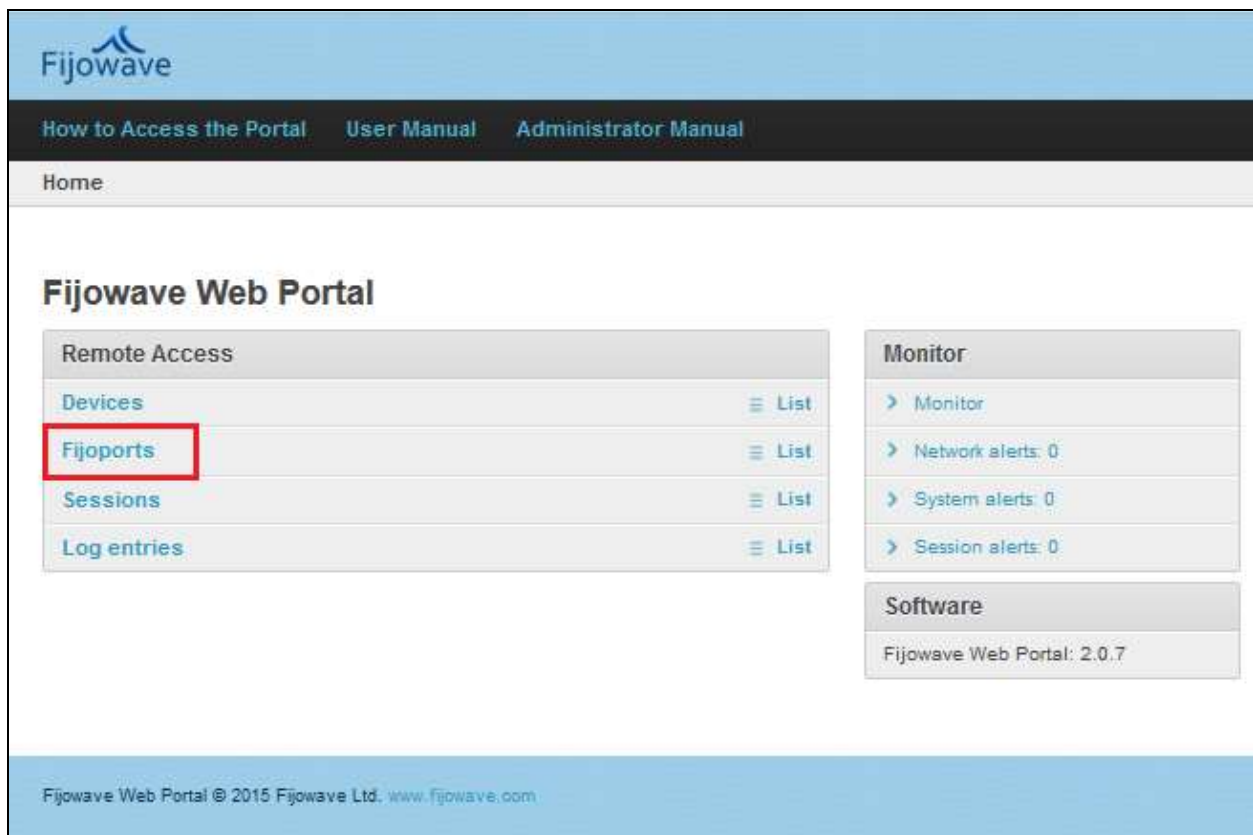 Fijowave
How to Access the Portal User Manual Administrator Manual
Home
Fijowave Web Portal
Remote Access
Devices List
Fijoports List
Sessions List
Log entries List
Monitor
Monitor
Network alerts: 0
System alerts: 0
Session alerts: 0
Software
Fijowave Web Portal: 2.0.7
Fijowave Web Portal © 2015 Fijowave Ltd. www.fijowave.com